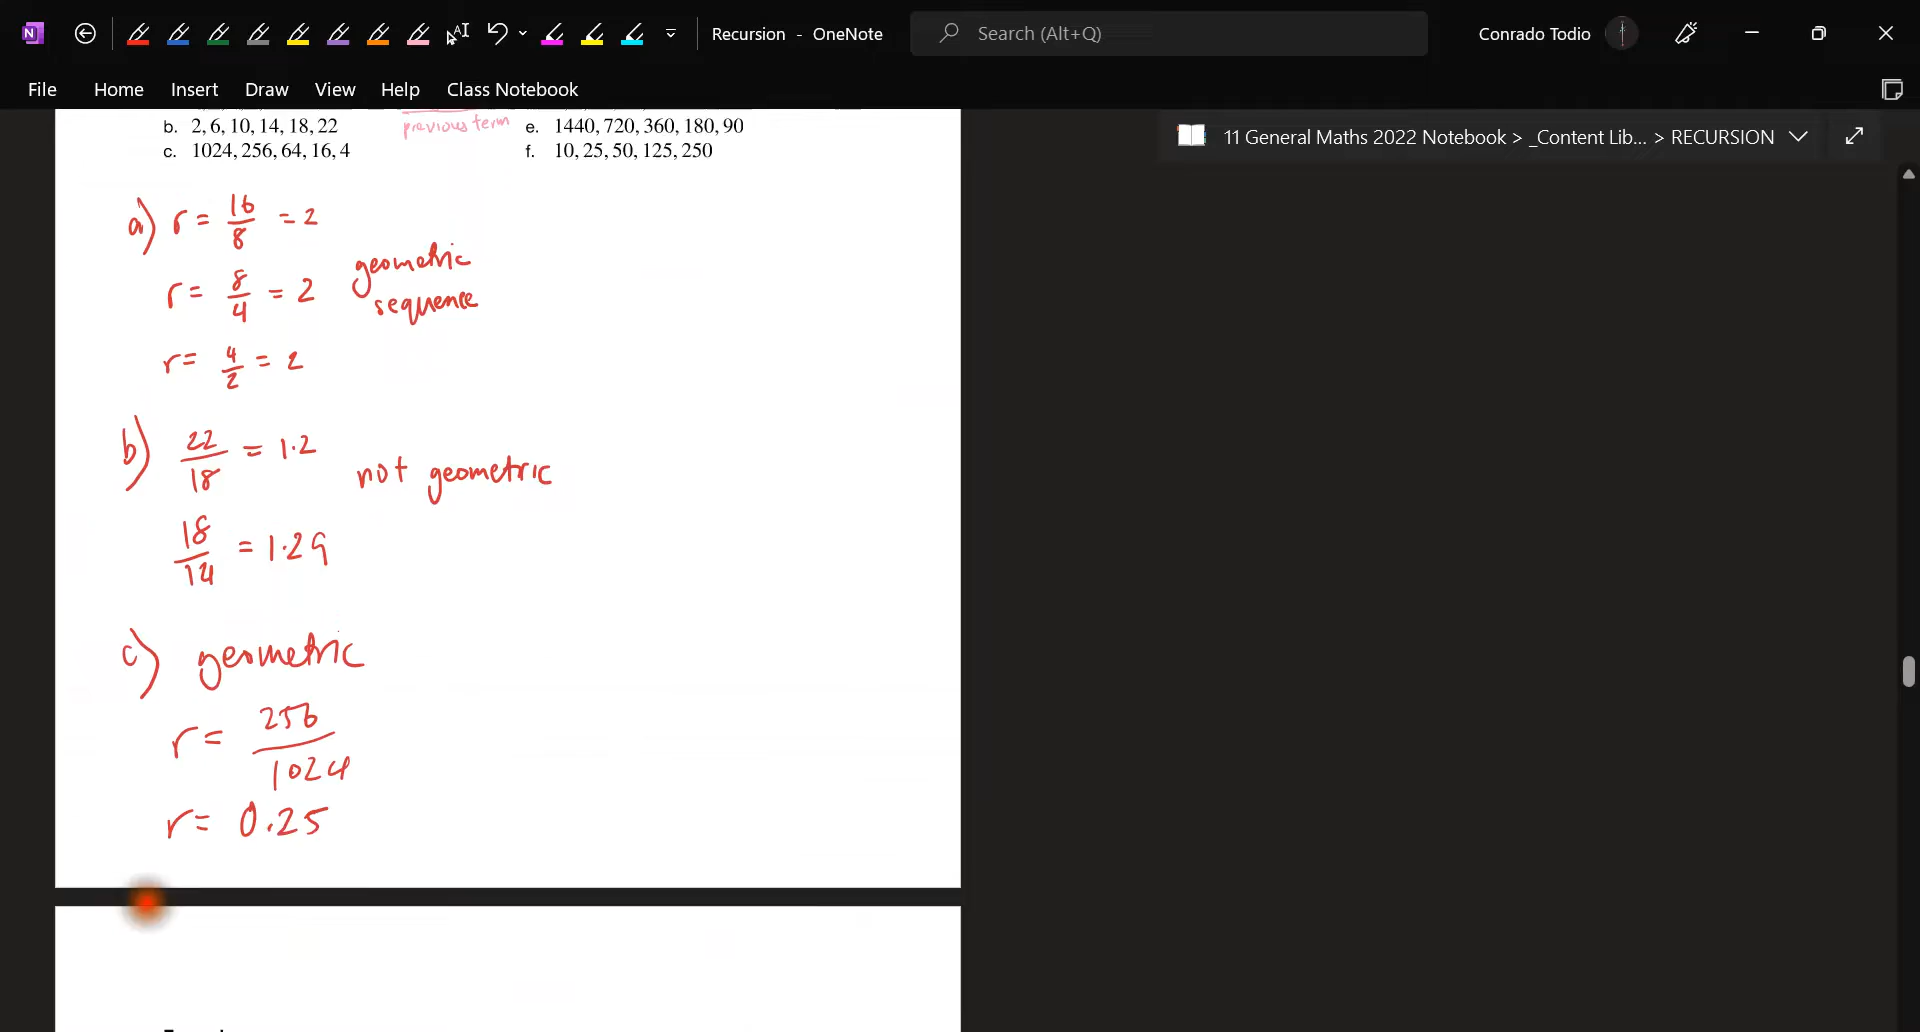 Recursion - OneNote
Search (Alt+Q)
Conrado Todio
File Home Insert Draw View Help Class Notebook
11 General Maths 2022 Notebook > _Content Lib... > RECURSION
previous term
b. 2, 6, 10, 14, 18, 22
e. 1440, 720, 360, 180, 90
c. 1024, 256, 64, 16, 4
f. 10, 25, 50, 125, 250
a) r = 16/8 = 2
r = 8/4 = 2
geometric
sequence
r = 4/2 = 2
b) 22/18 = 1.2
not geometric
18/14 = 1.29
c) geometric
r = 256/1024
r = 0.25